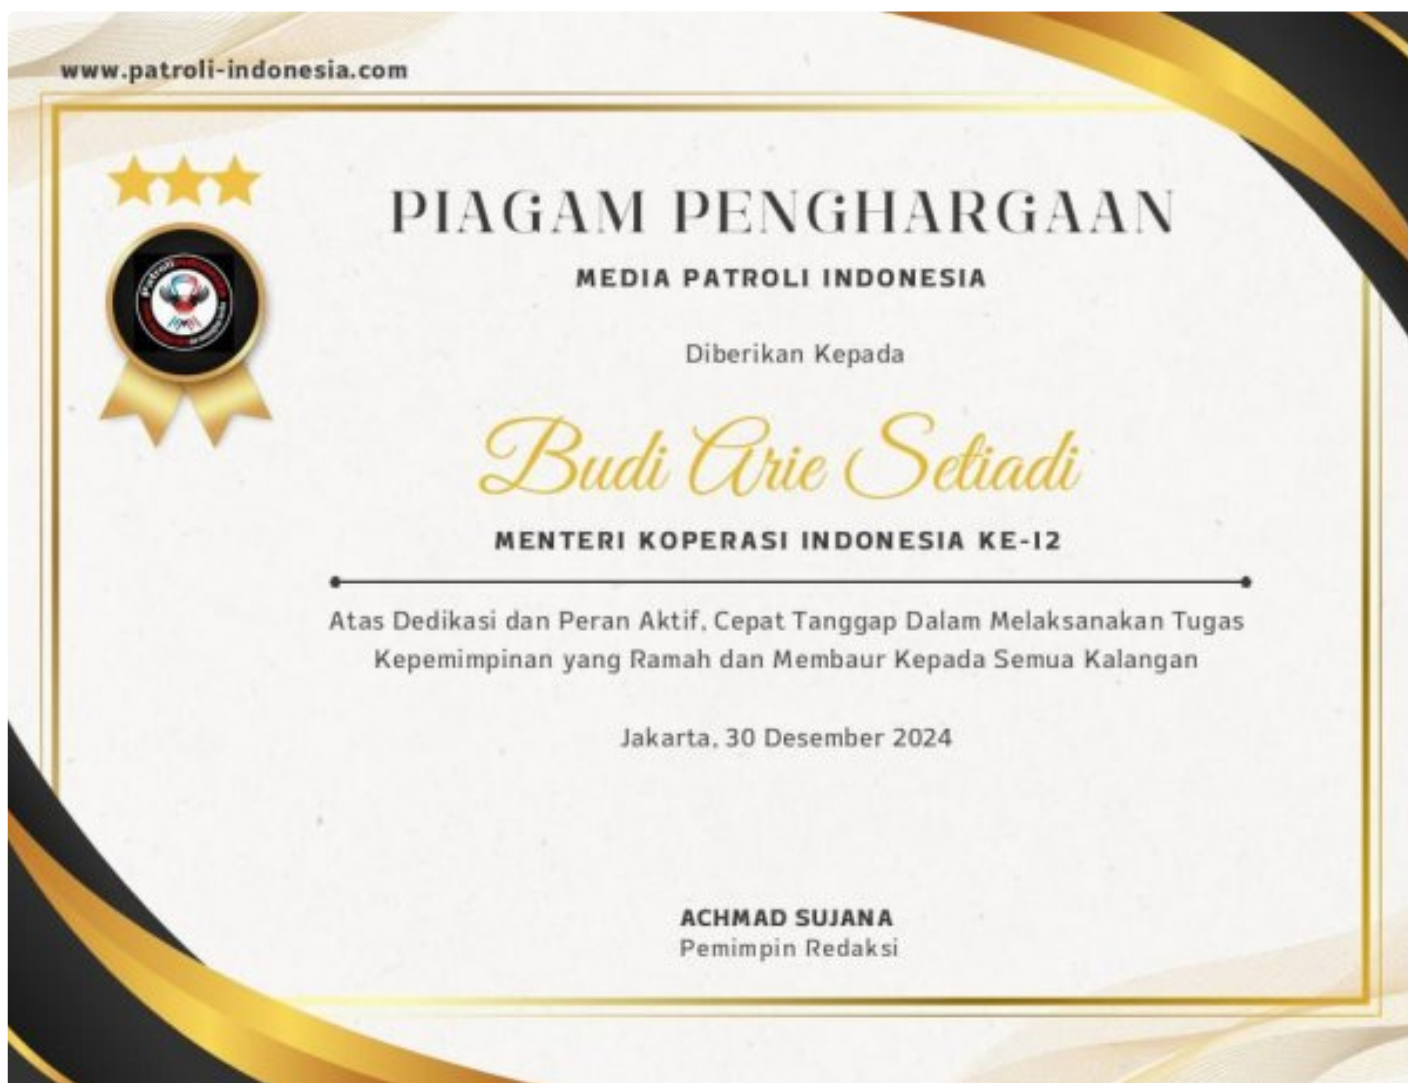 www.patroli-indonesia.com
PIAGAM PENGHARGAAN
MEDIA PATROLI INDONESIA
Diberikan Kepada
Budi Arie Setiadi
MENTERI KOPERASI INDONESIA KE-12
Atas Dedikasi dan Peran Aktif, Cepat Tanggap Dalam Melaksanakan Tugas
Kepemimpinan yang Ramah dan Membaur Kepada Semua Kalangan
Jakarta, 30 Desember 2024
ACHMAD SUJANA
Pemimpin Redaksi